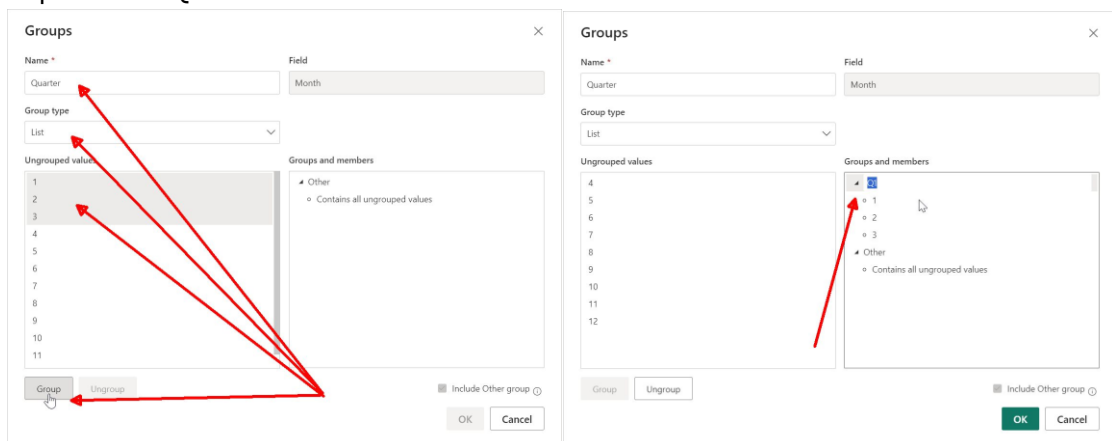 Groups
Name *
Field
Quarter
Month
Group type
List
Ungrouped values
Groups and members
1
2
3
4
5
6
7
8
9
10
11
Other
Contains all ungrouped values
Group
Ungroup
Include Other group
OK
Cancel
Groups
Name *
Field
Quarter
Month
Group type
List
Ungrouped values
Groups and members
4
5
6
7
8
9
10
11
12
Q1
1
2
3
Other
Contains all ungrouped values
Group
Ungroup
Include Other group
OK
Cancel